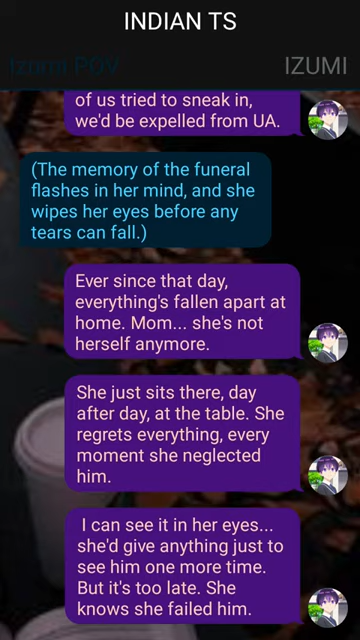 INDIAN TS
Izumi POV
IZUMI
of us tried to sneak in,
we'd be expelled from UA.
(The memory of the funeral
flashes in her mind, and she
wipes her eyes before any
tears can fall.)
Ever since that day,
everything's fallen apart at
home. Mom... she's not
herself anymore.
She just sits there, day
after day, at the table. She
regrets everything, every
moment she neglected
him.
I can see it in her eyes...
she'd give anything just to
see him one more time.
But it's too late. She
knows she failed him.